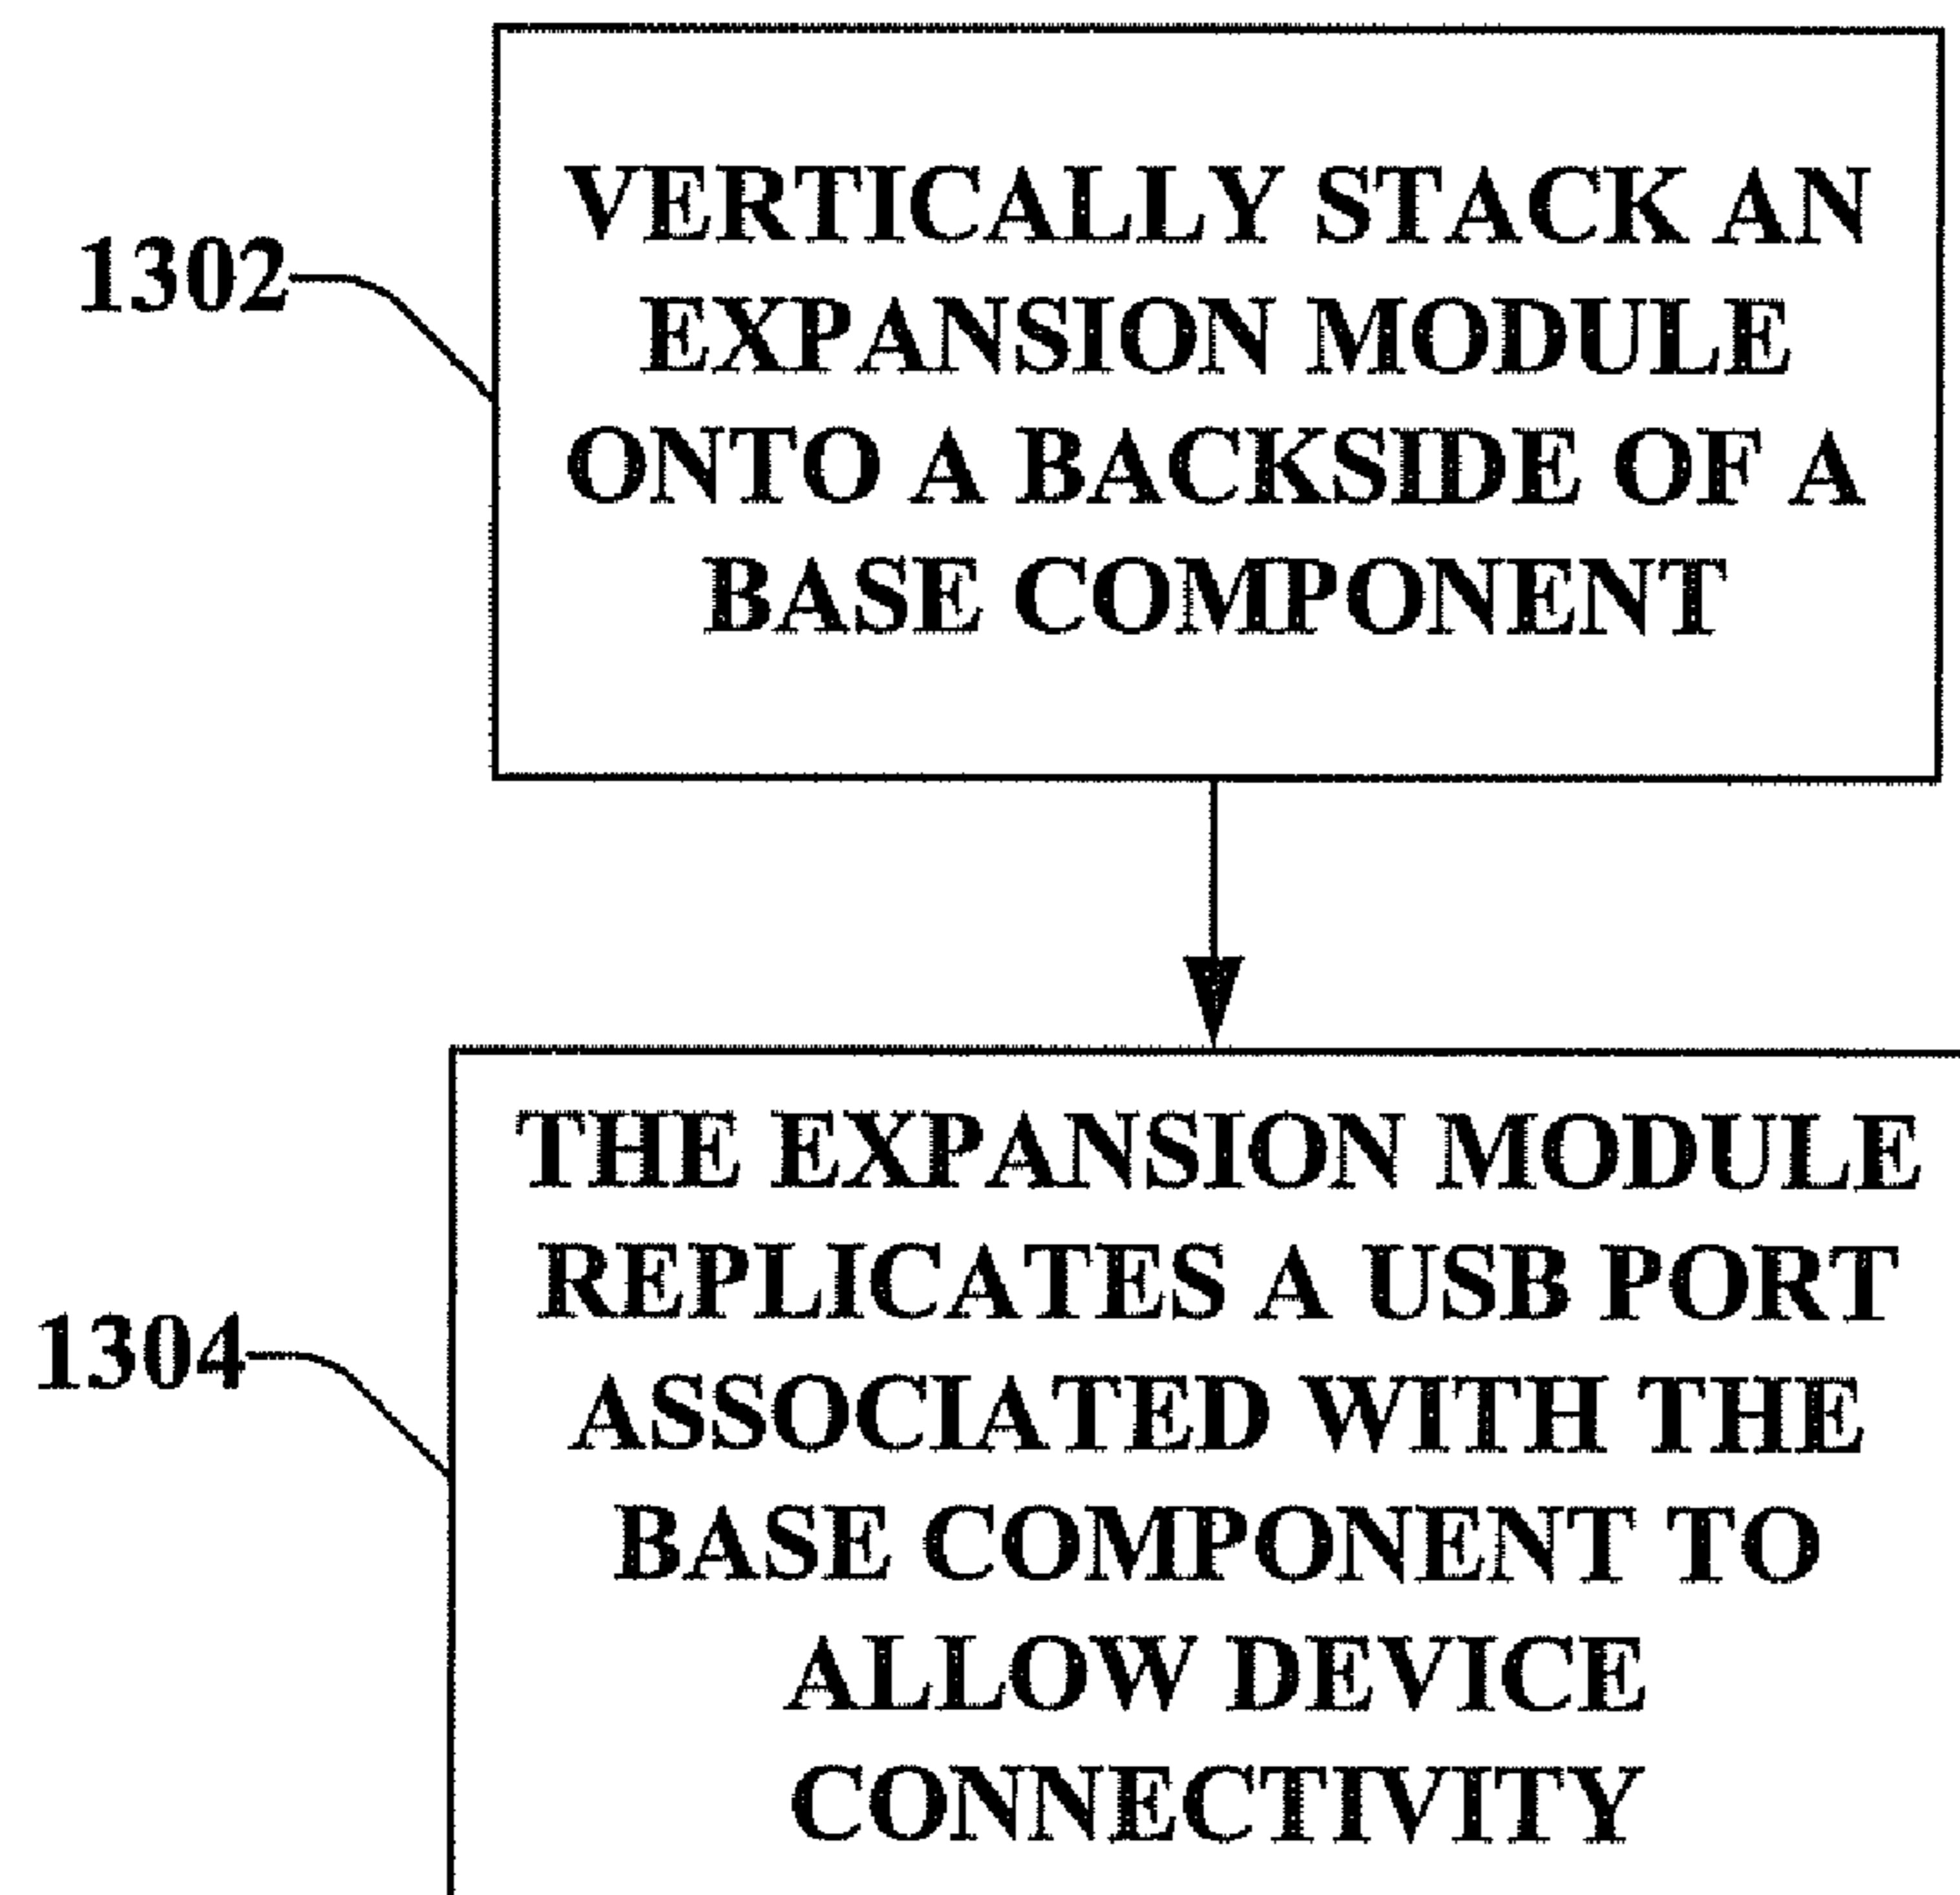 1302
VERTICALLY STACK AN
EXPANSION MODULE
ONTO A BACKSIDE OF A
BASE COMPONENT
1304
THE EXPANSION MODULE
REPLICATES A USB PORT
ASSOCIATED WITH THE
BASE COMPONENT TO
ALLOW DEVICE
CONNECTIVITY